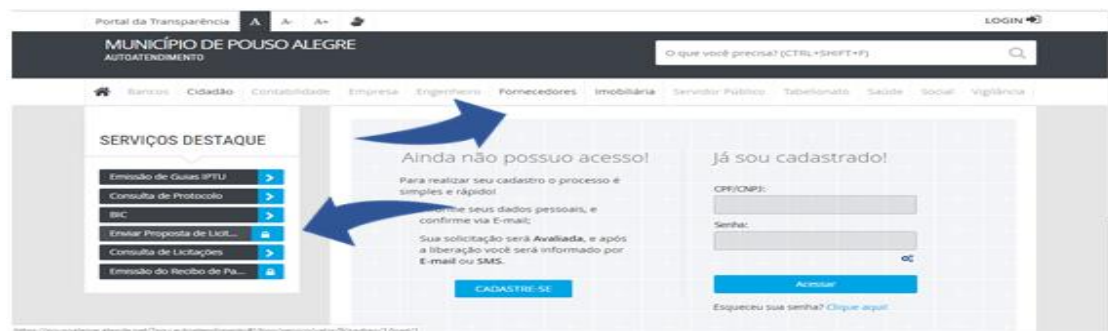 Portal da Transparência A A- A+ LOGIN
MUNICÍPIO DE POUSO ALEGRE
AUTOATENDIMENTO
O que você precisa? (CTRL+SHIFT+F)
Bancos Cidadão Contabilidade Empresa Engenheiro Fornecedores Imobiliária Servidor Público Tabelionato Saúde Social Vigilância
SERVIÇOS DESTAQUE
Emissão de Guias IPTU
Consulta de Protocolo
BIC
Enviar Proposta de Licit...
Consulta de Licitações
Emissão do Recibo de Pa...
Ainda não possuo acesso!
Para realizar seu cadastro o processo é
simples e rápido!
seus dados pessoais, e
confirme via E-mail;
Sua solicitação será Avaliada, e após
a liberação você será informado por
E-mail ou SMS.
CADASTRE-SE
Já sou cadastrado!
CPF/CNPJ:
Senha:
Acessar
Esqueceu sua senha? Clique aqui!